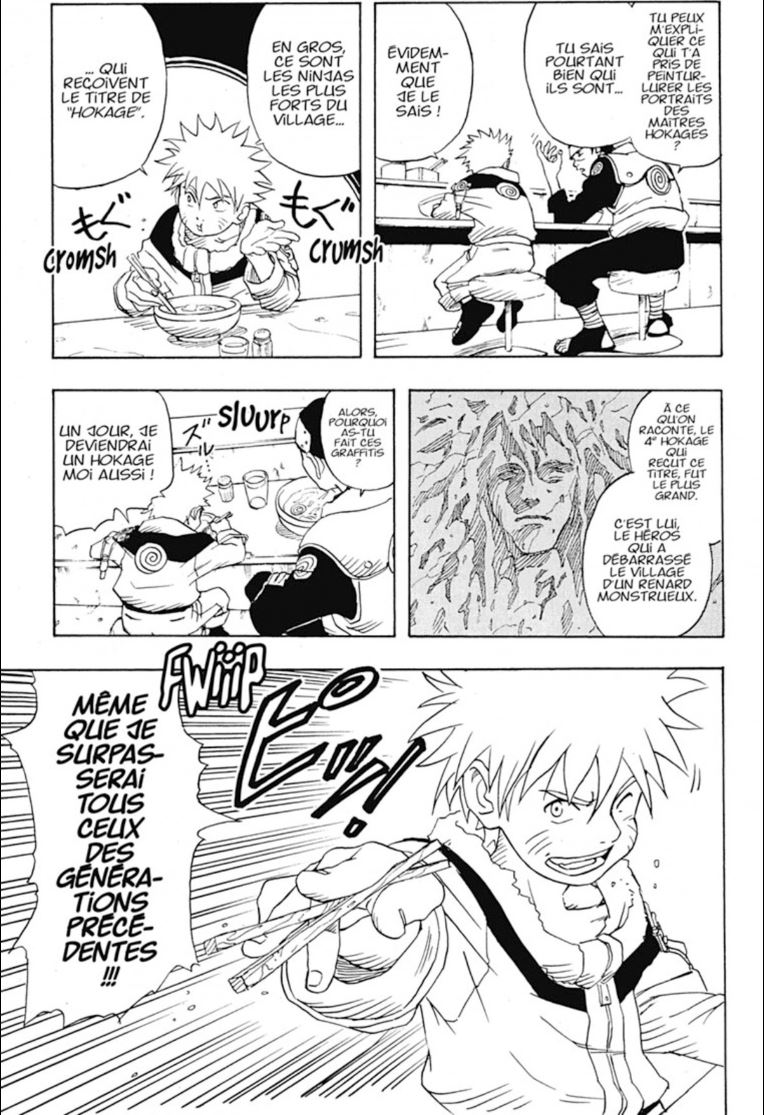 TU PEUX
M'EXPLI-
QUER CE
QUI T'A
PRIS DE
PEINTUR-
LURER LES
PORTRAITS
DES
MAÎTRES
HOKAGES
?
TU SAIS
POURTANT
BIEN QUI
ILS SONT...
ÉVIDEM-
MENT
QUE
JE LE
SAIS !
EN GROS,
CE SONT
LES NINJAS
LES PLUS
FORTS DU
VILLAGE...
... QUI
REÇOIVENT
LE TITRE DE
"HOKAGE".
もぐ
CRUMSH
もぐ
CROMSH
À CE
QU'ON
RACONTE, LE
4e HOKAGE
QUI
REÇUT CE
TITRE, FUT
LE PLUS
GRAND.
C'EST LUI,
LE HÉROS
QUI A
DÉBARRASSÉ
LE VILLAGE
D'UN RENARD
MONSTRUEUX.
ALORS,
POURQUOI
AS-TU
FAIT CES
GRAFFITIS
?
SLUURP
ズル
UN JOUR, JE
DEVIENDRAI
UN HOKAGE
MOI AUSSI !
FWIIIP
ピッ!
MÊME
QUE JE
SURPAS-
SERAI
TOUS
CEUX
DES
GÉNÉRA-
TIONS
PRÉCÉ-
DENTES
!!!